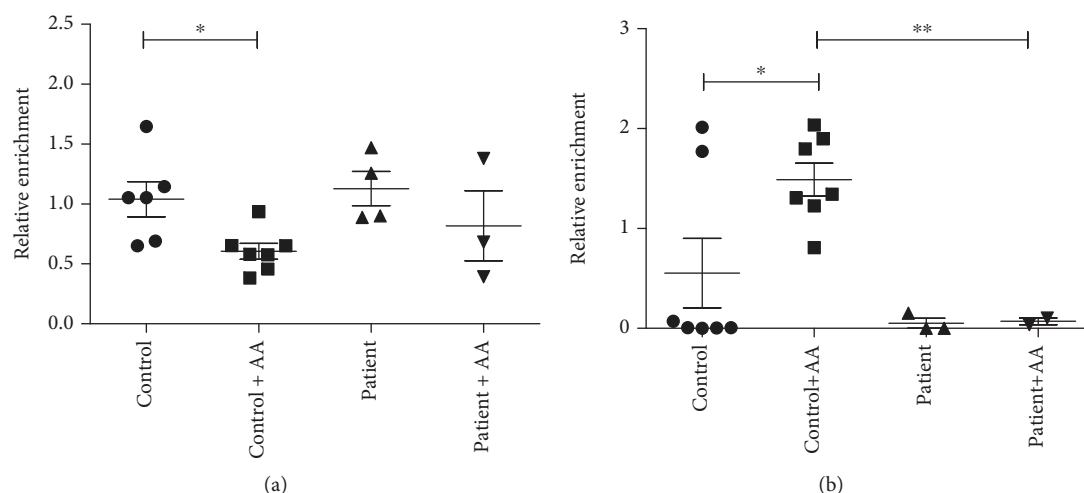 2.5
2.0
1.5
1.0
0.5
0.0
Relative enrichment
*
Control
Control + AA
Patient
Patient + AA
(a)
3
2
1
0
Relative enrichment
*
**
Control
Control+AA
Patient
Patient+AA
(b)